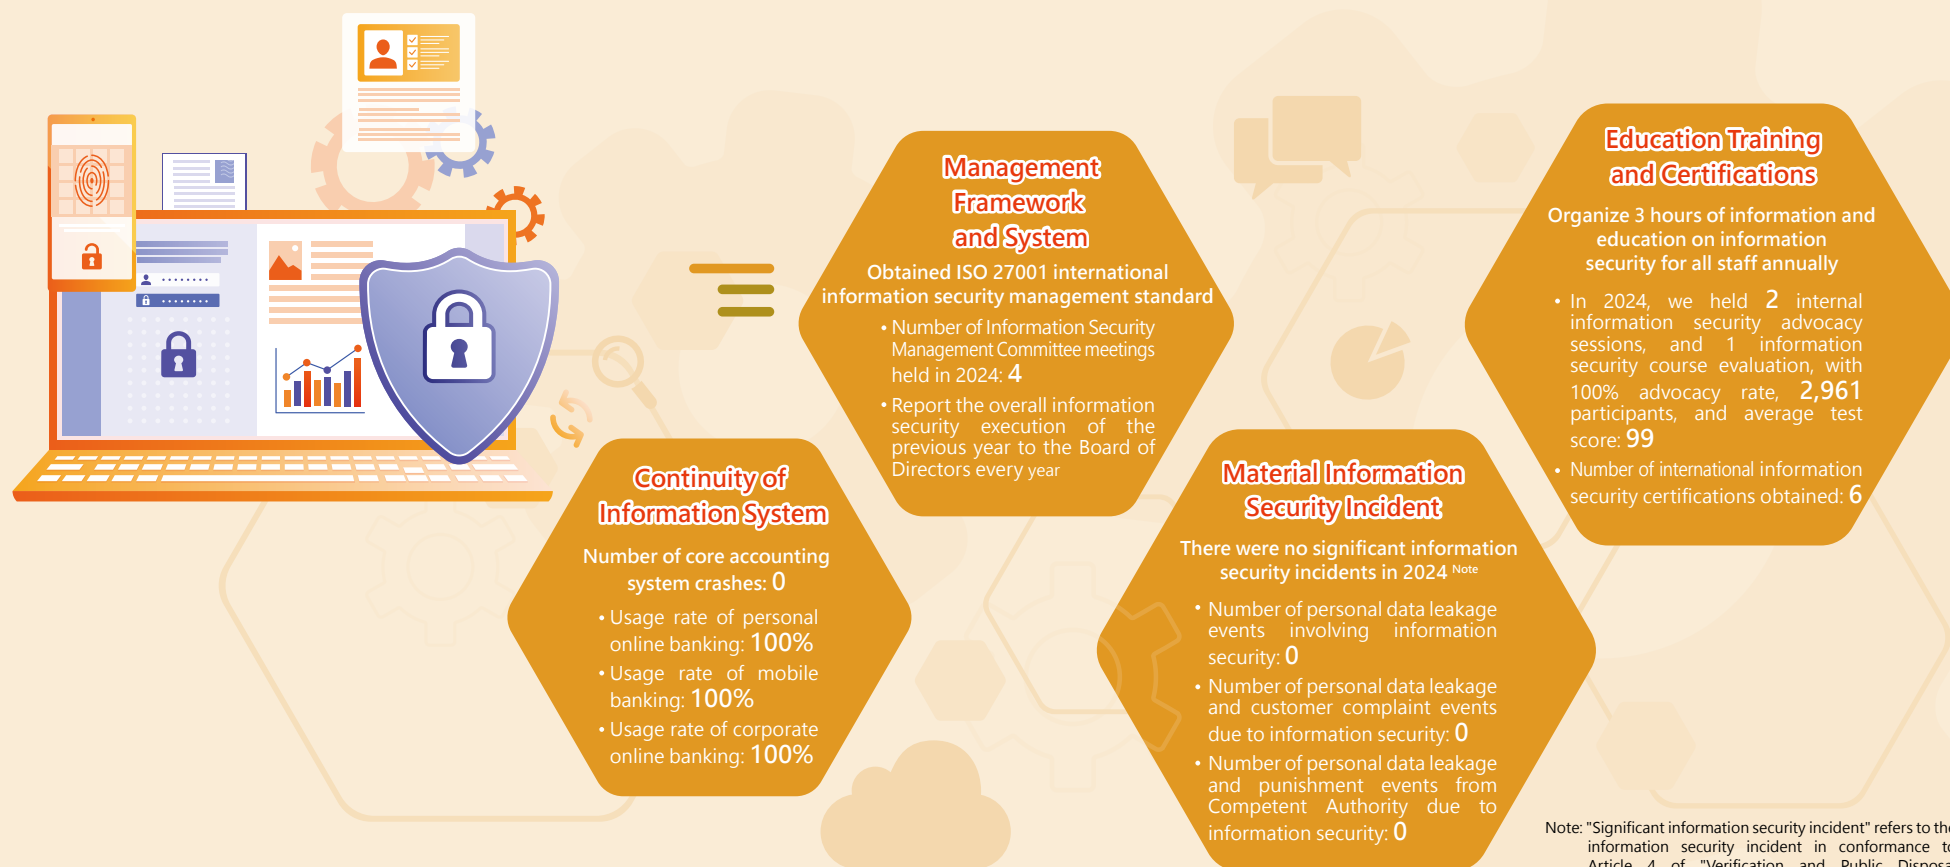 Management
Framework
and System
Obtained ISO 27001 international
information security management standard
• Number of Information Security
Management Committee meetings
held in 2024: 4
• Report the overall information
security execution of the
previous year to the Board of
Directors every year
Continuity of
Information System
Number of core accounting
system crashes: 0
• Usage rate of personal
online banking: 100%
• Usage rate of mobile
banking: 100%
• Usage rate of corporate
online banking: 100%
Education Training
and Certifications
Organize 3 hours of information and
education on information
security for all staff annually
• In 2024, we held 2 internal
information security advocacy
sessions, and 1 information
security course evaluation, with
100% advocacy rate, 2,961
participants, and average test
score: 99
• Number of international information
security certifications obtained: 6
Material Information
Security Incident
There were no significant information
security incidents in 2024 Note
• Number of personal data leakage
events involving information
security: 0
• Number of personal data leakage
and customer complaint events
due to information security: 0
• Number of personal data leakage
and punishment events from
Competent Authority due to
information security: 0
Note: "Significant information security incident" refers to the
information security incident in conformance to
Article 4 of "Verification and Public Disposa